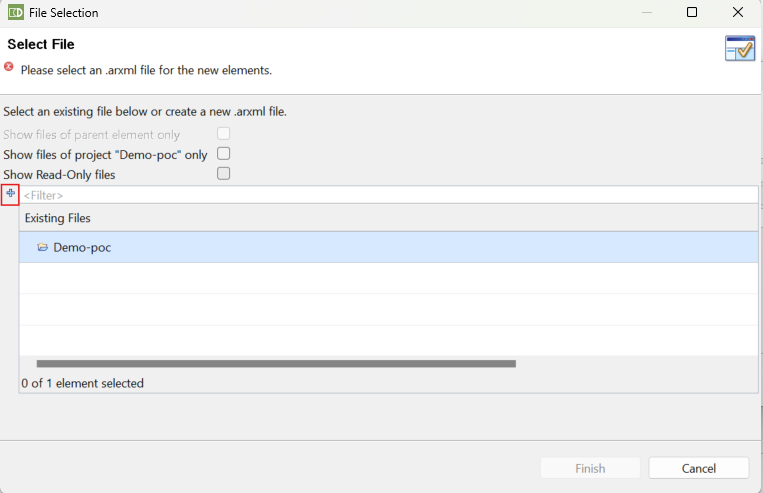 File Selection
Select File
Please select an .arxml file for the new elements.
Select an existing file below or create a new .arxml file.
Show files of parent element only
Show files of project "Demo-poc" only
Show Read-Only files
<Filter>
Existing Files
Demo-poc
0 of 1 element selected
Finish
Cancel